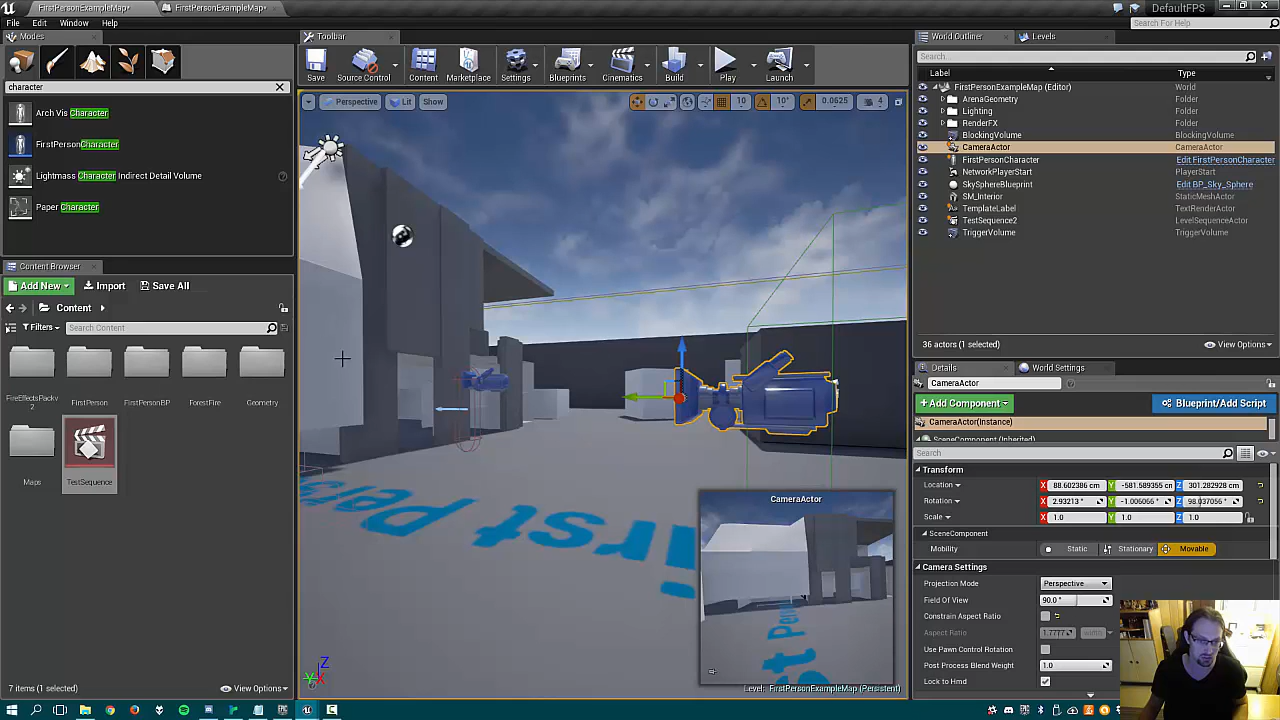 FirstPersonExampleMap*
FirstPersonExampleMap*
DefaultFPS
File Edit Window Help
Search For Help
Modes
Toolbar
World Outliner
Levels
character
Save
Source Control
Content
Marketplace
Settings
Blueprints
Cinematics
Build
Play
Launch
Search...
Label
Type
Perspective
Lit
Show
10
10°
0.0625
4
FirstPersonExampleMap (Editor) World
ArenaGeometry Folder
Lighting Folder
RenderFX Folder
BlockingVolume BlockingVolume
CameraActor CameraActor
FirstPersonCharacter Edit FirstPersonCharacter
NetworkPlayerStart PlayerStart
SkySphereBlueprint Edit BP_Sky_Sphere
SM_Interior StaticMeshActor
TemplateLabel TextRenderActor
TestSequence2 LevelSequenceActor
TriggerVolume TriggerVolume
Arch Vis Character
FirstPersonCharacter
Lightmass Character Indirect Detail Volume
Paper Character
Content Browser
Add New
Import
Save All
Content
Filters
Search Content
FireEffectsPackv
2
FirstPerson
FirstPersonBP
ForestFire
Geometry
Maps
TestSequence
7 items (1 selected)
View Options
36 actors (1 selected)
View Options
Details
World Settings
CameraActor
Add Component
Blueprint/Add Script
CameraActor(Instance)
SceneComponent (Inherited)
Search
Transform
Location 88.602386 cm -581.589355 cm 301.282928 cm
Rotation 2.93213° -1.006066° 98.037056°
Scale 1.0 1.0 1.0
SceneComponent
Mobility Static Stationary Movable
Camera Settings
Projection Mode Perspective
Field Of View 90.0°
Constrain Aspect Ratio
Aspect Ratio 1.7777 width
Use Pawn Control Rotation
Post Process Blend Weight 1.0
Lock to Hmd
CameraActor
Level: FirstPersonExampleMap (Persistent)